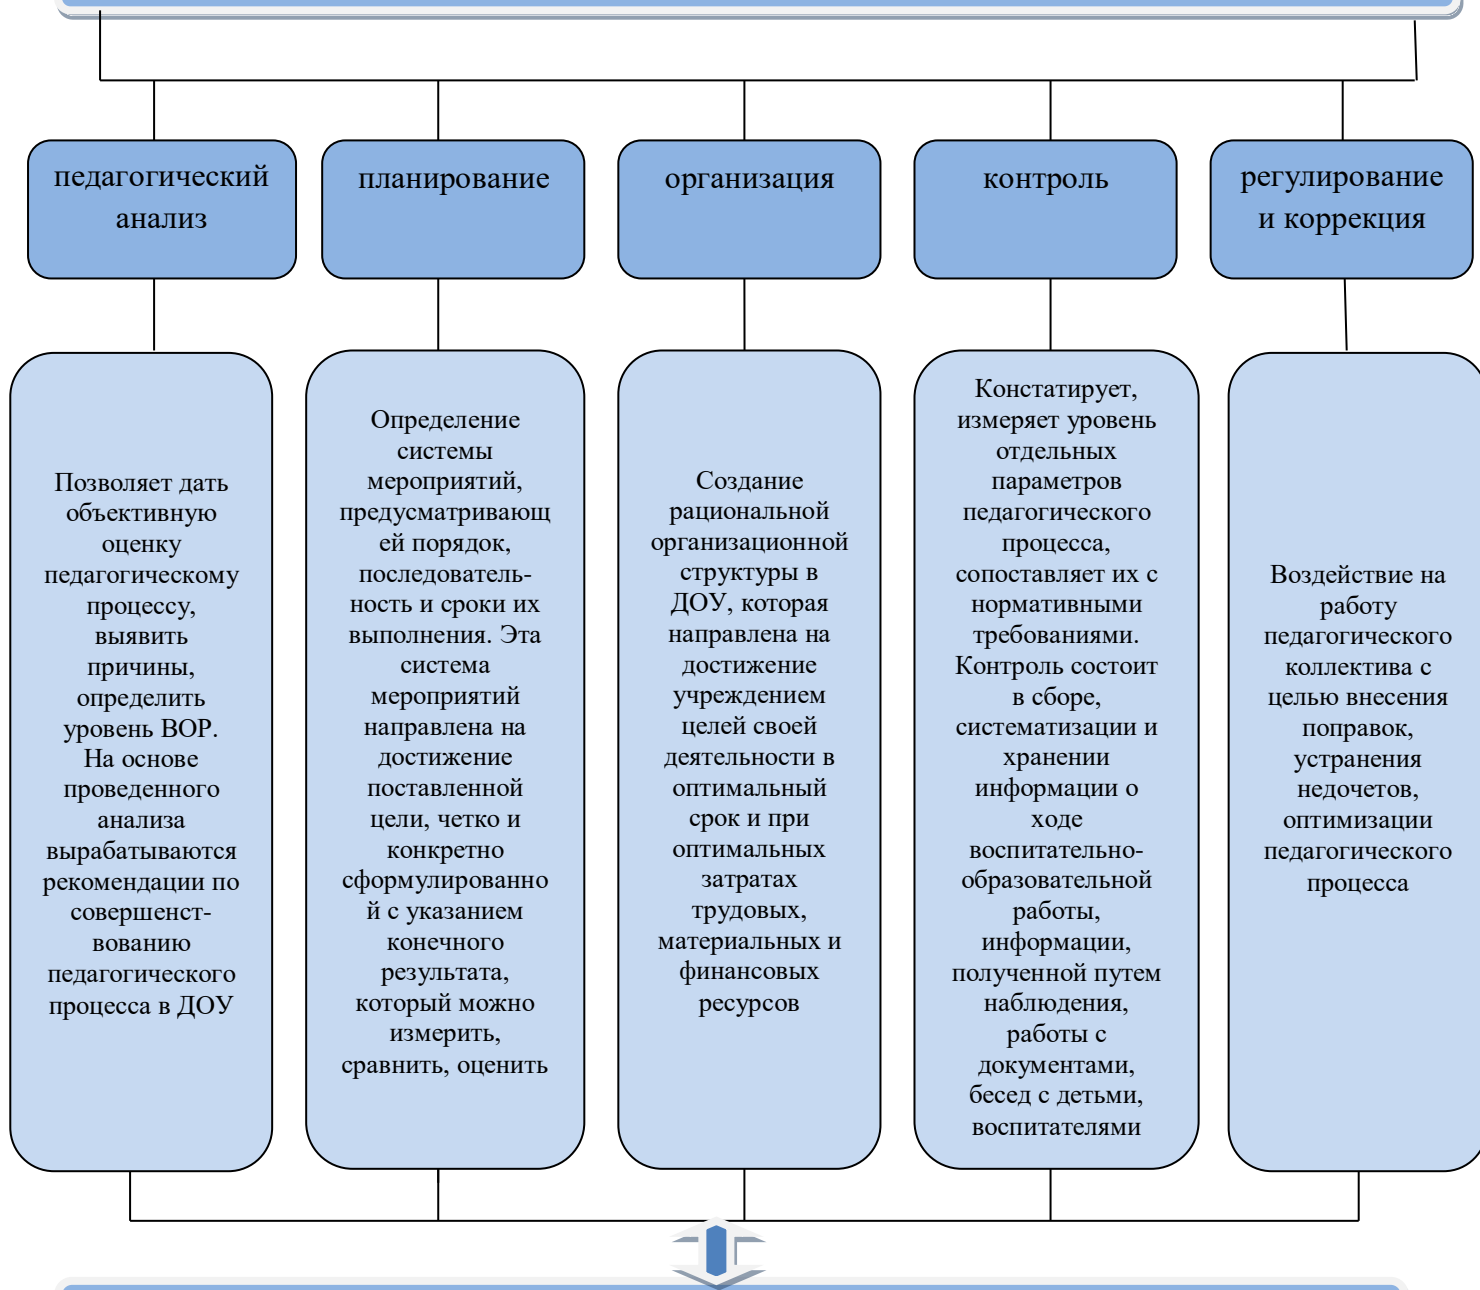 педагогический
анализ
планирование
организация
контроль
регулирование
и коррекция
Позволяет дать
объективную
оценку
педагогическому
процессу,
выявить
причины,
определить
уровень ВОР.
На основе
проведенного
анализа
вырабатываются
рекомендации по
совершенст-
вованию
педагогического
процесса в ДОУ
Определение
системы
мероприятий,
предусматривающ
ей порядок,
последователь-
ность и сроки их
выполнения. Эта
система
мероприятий
направлена на
достижение
поставленной
цели, четко и
конкретно
сформулированно
й с указанием
конечного
результата,
который можно
измерить,
сравнить, оценить
Создание
рациональной
организационной
структуры в
ДОУ, которая
направлена на
достижение
учреждением
целей своей
деятельности в
оптимальный
срок и при
оптимальных
затратах
трудовых,
материальных и
финансовых
ресурсов
Констатирует,
измеряет уровень
отдельных
параметров
педагогического
процесса,
сопоставляет их с
нормативными
требованиями.
Контроль состоит
в сборе,
систематизации и
хранении
информации о
ходе
воспитательно-
образовательной
работы,
информации,
полученной путем
наблюдения,
работы с
документами,
бесед с детьми,
воспитателями
Воздействие на
работу
педагогического
коллектива с
целью внесения
поправок,
устранения
недочетов,
оптимизации
педагогического
процесса